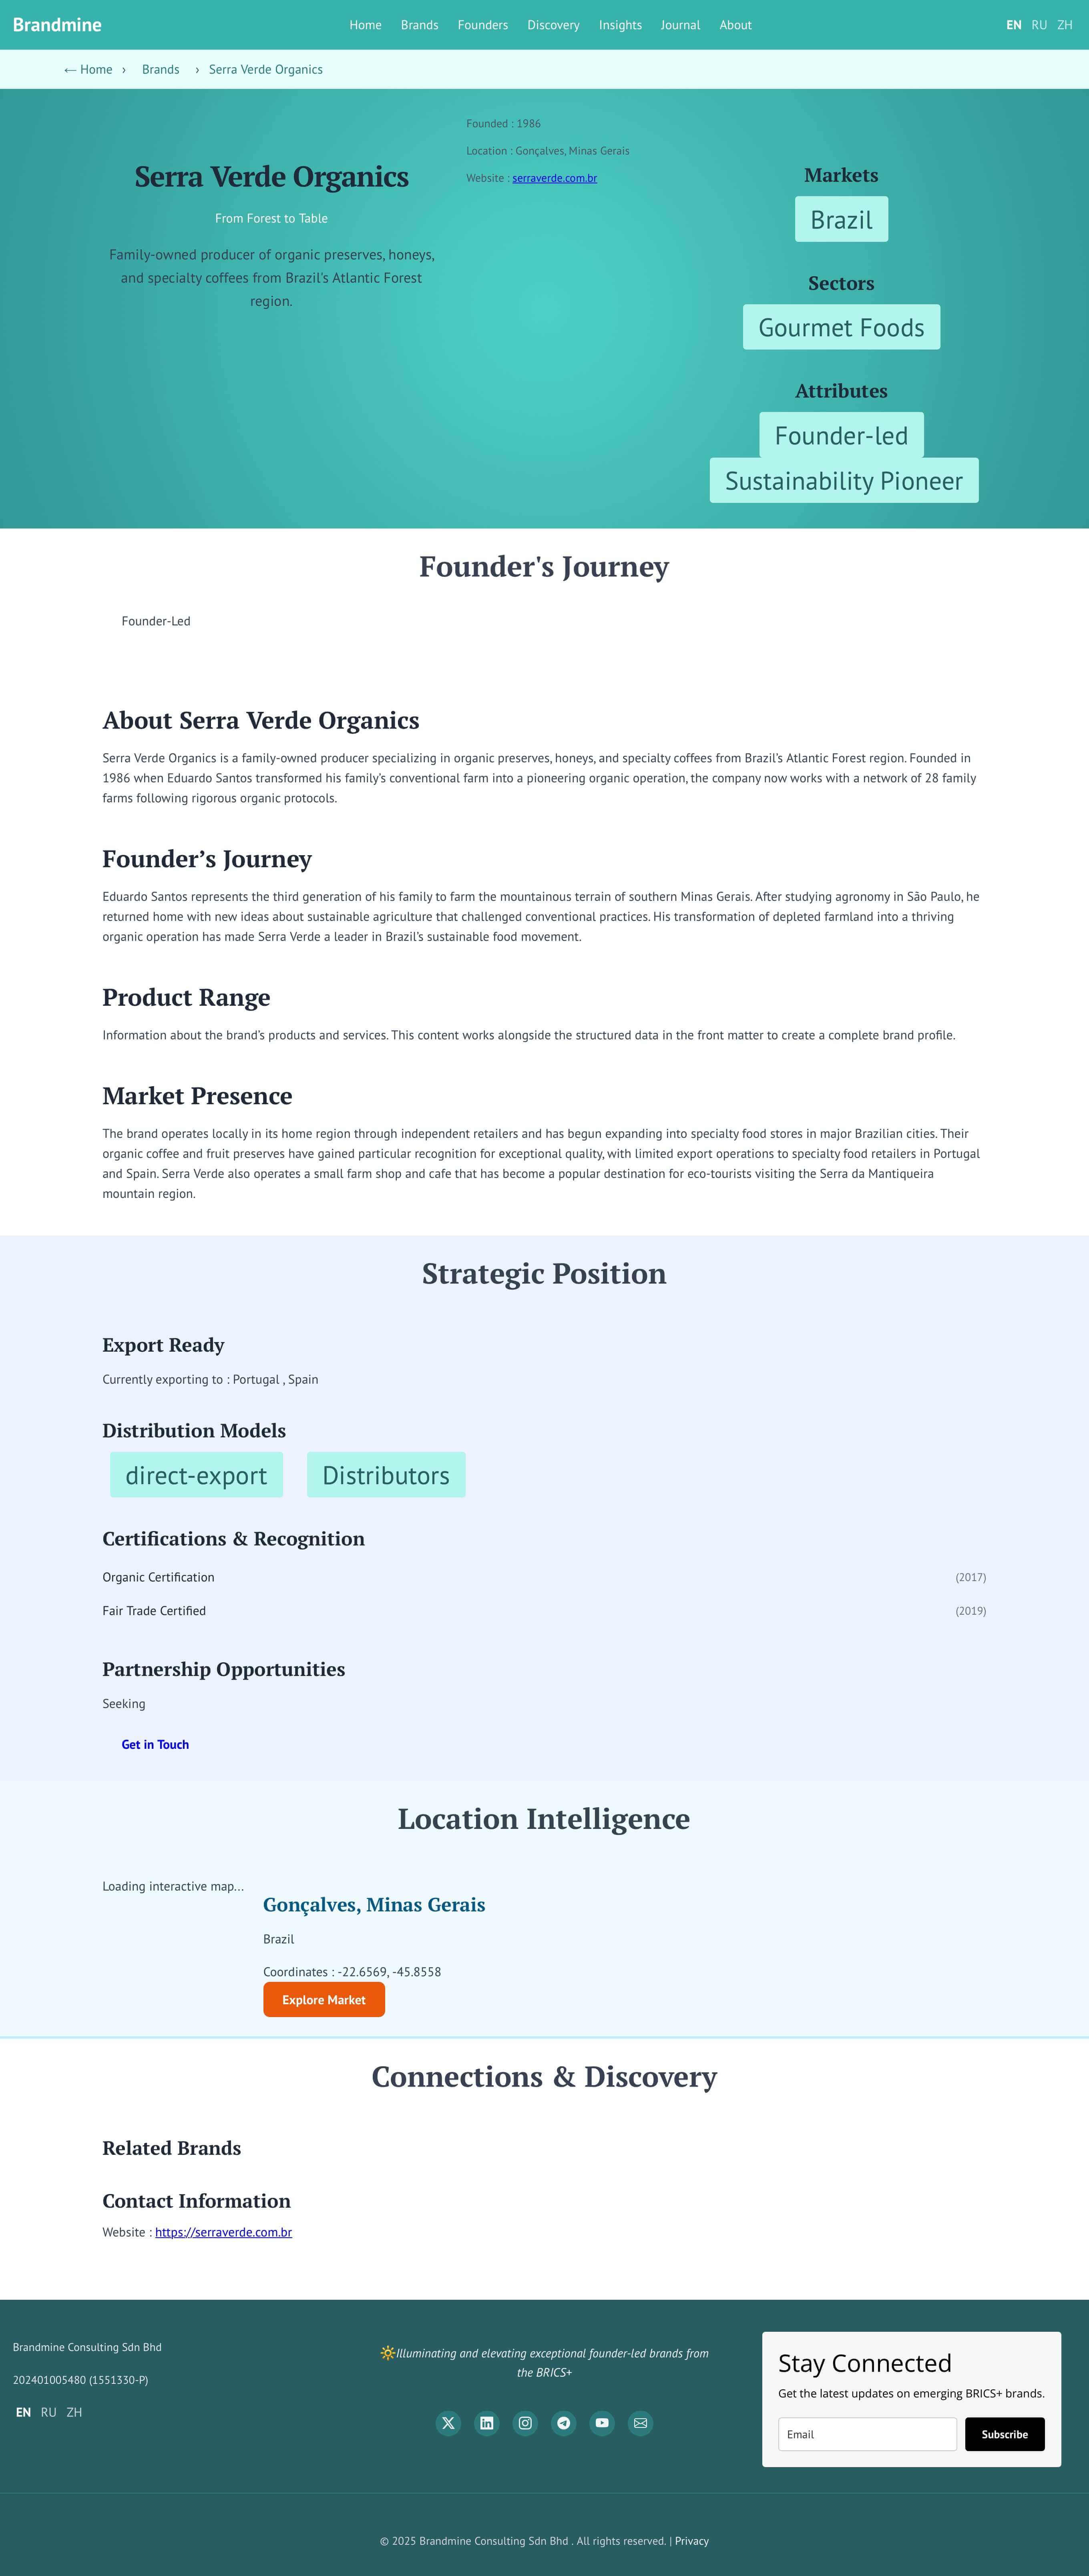 Brandmine
Home Brands Founders Discovery Insights Journal About
EN RU ZH
← Home › Brands › Serra Verde Organics
Serra Verde Organics
From Forest to Table
Family-owned producer of organic preserves, honeys,
and specialty coffees from Brazil's Atlantic Forest
region.
Founded : 1986
Location : Gonçalves, Minas Gerais
Website : serraverde.com.br
Markets
Brazil
Sectors
Gourmet Foods
Attributes
Founder-led
Sustainability Pioneer
Founder's Journey
Founder-Led
About Serra Verde Organics
Serra Verde Organics is a family-owned producer specializing in organic preserves, honeys, and specialty coffees from Brazil’s Atlantic Forest region. Founded in
1986 when Eduardo Santos transformed his family’s conventional farm into a pioneering organic operation, the company now works with a network of 28 family
farms following rigorous organic protocols.
Founder’s Journey
Eduardo Santos represents the third generation of his family to farm the mountainous terrain of southern Minas Gerais. After studying agronomy in São Paulo, he
returned home with new ideas about sustainable agriculture that challenged conventional practices. His transformation of depleted farmland into a thriving
organic operation has made Serra Verde a leader in Brazil’s sustainable food movement.
Product Range
Information about the brand’s products and services. This content works alongside the structured data in the front matter to create a complete brand profile.
Market Presence
The brand operates locally in its home region through independent retailers and has begun expanding into specialty food stores in major Brazilian cities. Their
organic coffee and fruit preserves have gained particular recognition for exceptional quality, with limited export operations to specialty food retailers in Portugal
and Spain. Serra Verde also operates a small farm shop and cafe that has become a popular destination for eco-tourists visiting the Serra da Mantiqueira
mountain region.
Strategic Position
Export Ready
Currently exporting to : Portugal , Spain
Distribution Models
direct-export Distributors
Certifications & Recognition
Organic Certification (2017)
Fair Trade Certified (2019)
Partnership Opportunities
Seeking
Get in Touch
Location Intelligence
Loading interactive map...
Gonçalves, Minas Gerais
Brazil
Coordinates : -22.6569, -45.8558
Explore Market
Connections & Discovery
Related Brands
Contact Information
Website : https://serraverde.com.br
Brandmine Consulting Sdn Bhd
202401005480 (1551330-P)
EN RU ZH
Illuminating and elevating exceptional founder-led brands from
the BRICS+
Stay Connected
Get the latest updates on emerging BRICS+ brands.
Email
Subscribe
© 2025 Brandmine Consulting Sdn Bhd . All rights reserved. | Privacy